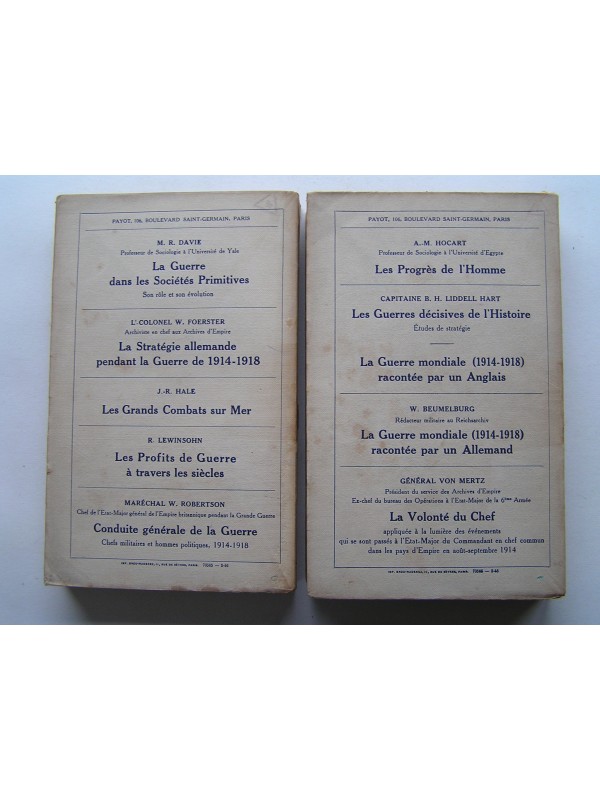 PAYOT, 106, BOULEVARD SAINT-GERMAIN, PARIS
M. R. DAVIE
Professeur de Sociologie à l'Université de Yale
La Guerre
dans les Sociétés Primitives
Son rôle et son évolution
Lt-COLONEL W. FOERSTER
Archiviste en chef aux Archives d'Empire
La Stratégie allemande
pendant la Guerre de 1914-1918
J.-R. HALE
Les Grands Combats sur Mer
R. LEWINSOHN
Les Profits de Guerre
à travers les siècles
MARÉCHAL W. ROBERTSON
Chef de l'Etat-Major général de l'Empire britannique pendant la Grande Guerre
Conduite générale de la Guerre
Chefs militaires et hommes politiques, 1914-1918
PAYOT, 106, BOULEVARD SAINT-GERMAIN, PARIS
A.-M. HOCART
Professeur de Sociologie à l'Université d'Egypte
Les Progrès de l'Homme
CAPITAINE B. H. LIDDELL HART
Les Guerres décisives de l'Histoire
Études de stratégie
La Guerre mondiale (1914-1918)
racontée par un Anglais
W. BEUMELBURG
Rédacteur militaire au Reichsarchiv
La Guerre mondiale (1914-1918)
racontée par un Allemand
GÉNÉRAL VON MERTZ
Président du service des Archives d'Empire
Ex-chef du bureau des Opérations à l'Etat-Major de la 6ème Armée
La Volonté du Chef
appliquée à la lumière des événements
qui se sont passés à l'Etat-Major du Commandant en chef commun
dans les pays d'Empire en août-septembre 1914